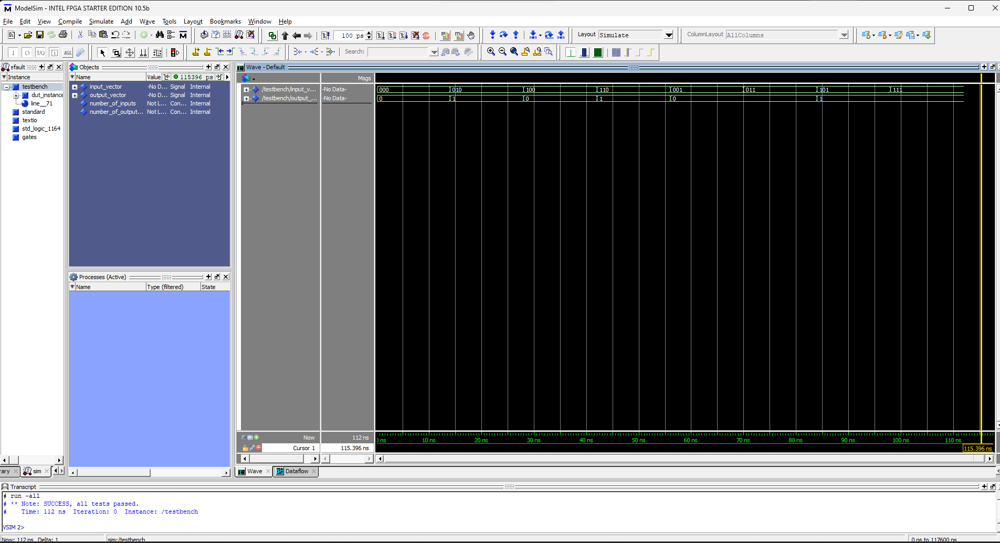 ModelSim - INTEL FPGA STARTER EDITION 10.5b
File Edit View Compile Simulate Add Wave Tools Layout Bookmarks Window Help
100 ps
Layout Simulate
ColumnLayout AllColumns
Search:
efault
Instance
testbench
dut_instance
line__71
standard
textio
std_logic_1164
gates
rary
sim
Objects
Name Value 115396 ps
input_vector -No D... Signal Internal
output_vector -No D... Signal Internal
number_of_inputs Not L... Con... Internal
number_of_output... Not L... Con... Internal
Processes (Active)
Name Type (filtered) State
Wave - Default
Msgs
/testbench/input_v... -No Data- 000 010 100 110 001 011 101 111
/testbench/output_... -No Data- 0 1 0 1 0 1
Now 112 ns
Cursor 1 115.396 ns
ns 10 ns 20 ns 30 ns 40 ns 50 ns 60 ns 70 ns 80 ns 90 ns 100 ns 110 ns
115.396 ns
Wave Dataflow
Transcript
# run -all
# ** Note: SUCCESS, all tests passed.
# Time: 112 ns Iteration: 0 Instance: /testbench
VSIM 2>
Now: 112 ns Delta: 1 sim:/testbench 0 ns to 117600 ps